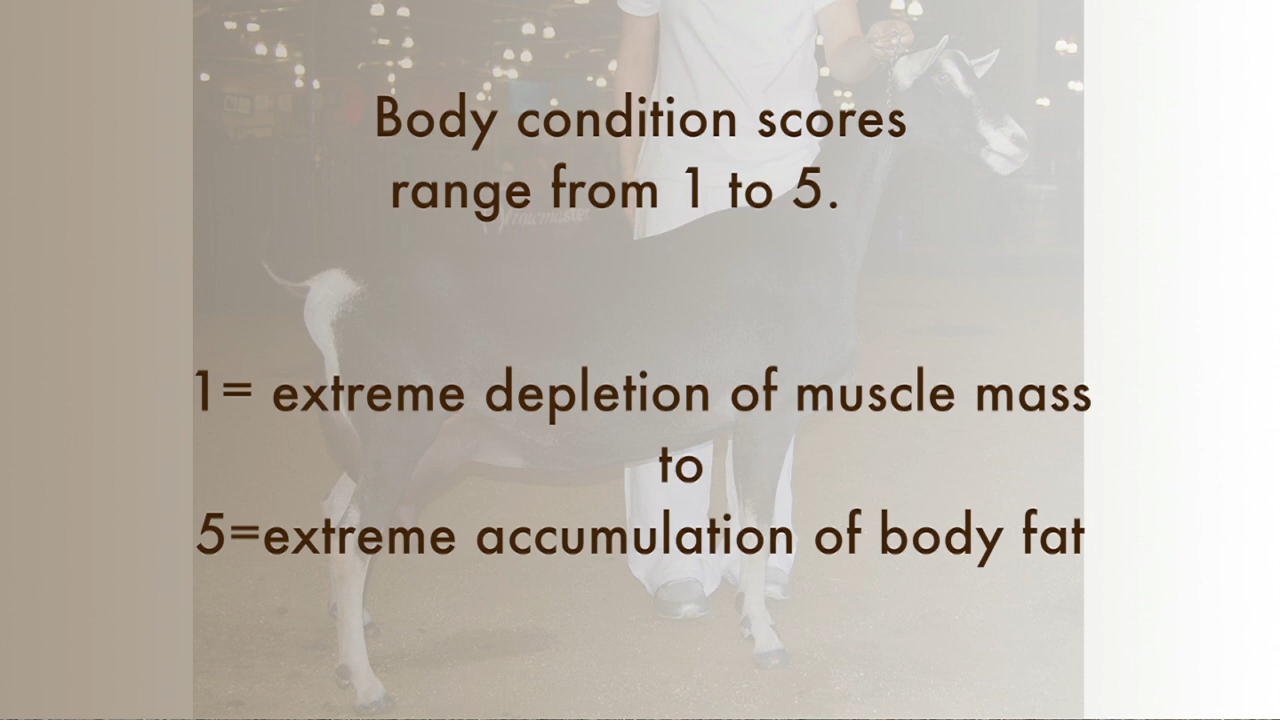 Body condition scores
range from 1 to 5.
1= extreme depletion of muscle mass
to
5=extreme accumulation of body fat